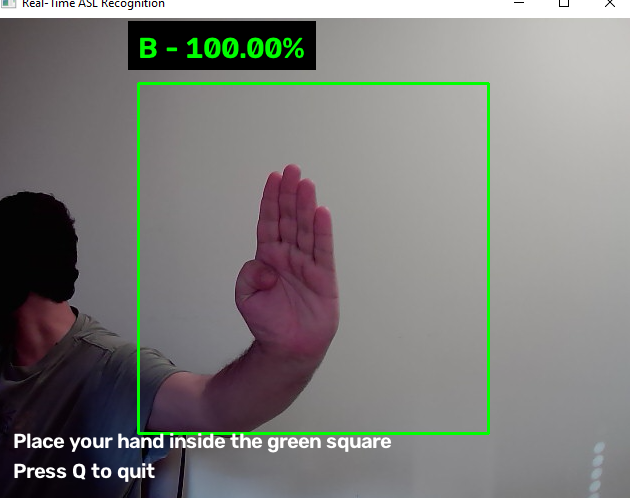 Real-Time ASL Recognition
B - 100.00%
Place your hand inside the green square
Press Q to quit